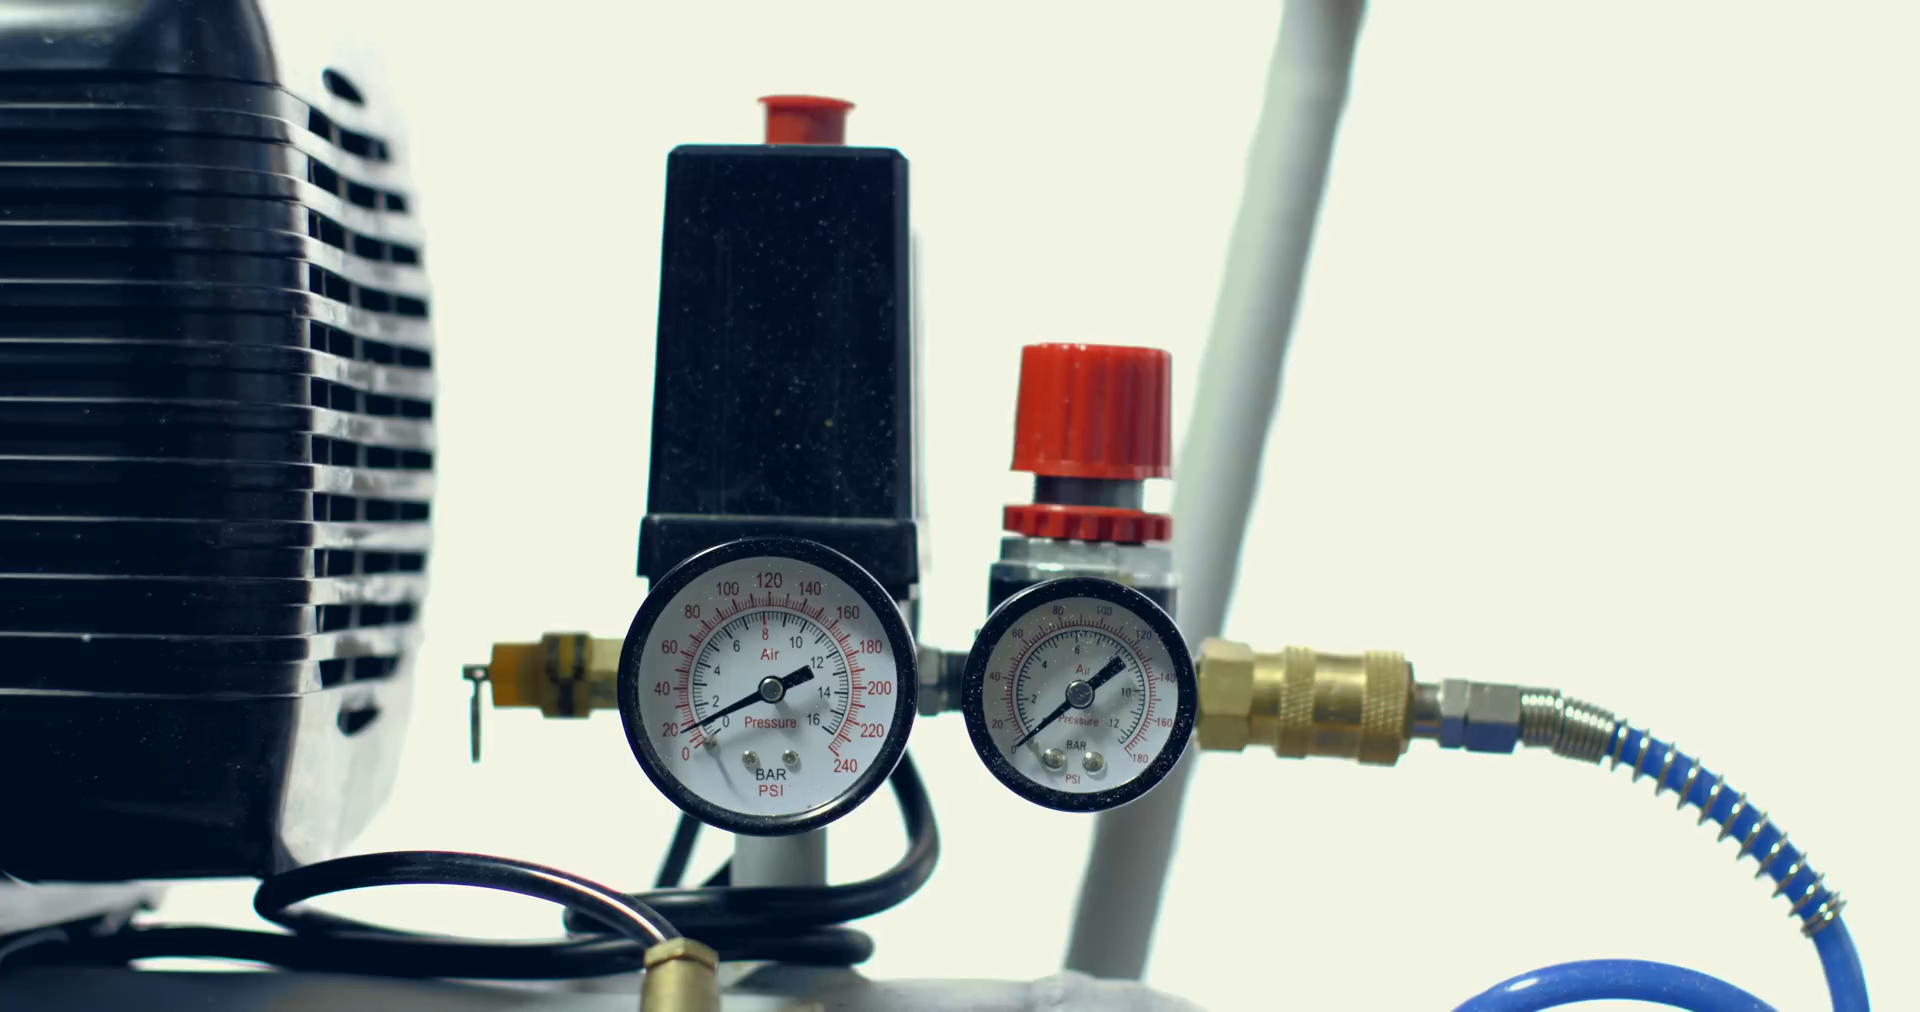 0 20 40 60 80 100 120 140 160 180 200 220 240
0 2 4 6 8 10 12 14 16
Air
Pressure
BAR
PSI
20 40 60 80 100 120 140 160 180
0 2 4 6 10 12
Air
Pressure
BAR
PSI